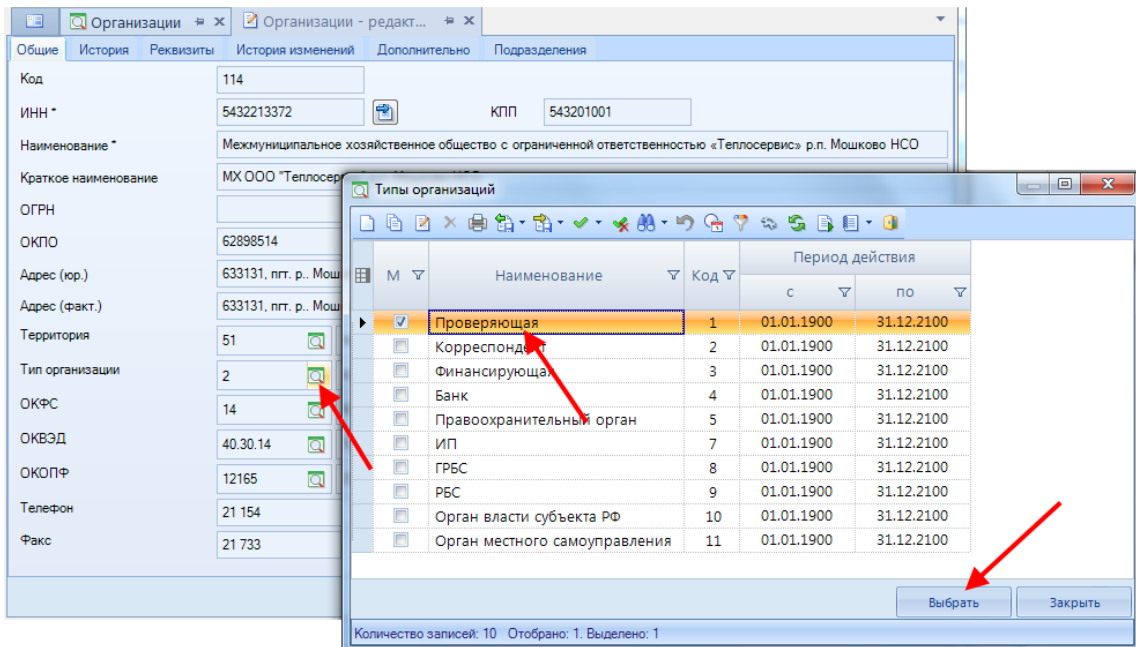 Организации
Организации - редакт...
Общие История Реквизиты История изменений Дополнительно Подразделения
Код 114
ИНН * 5432213372 КПП 543201001
Наименование * Межмуниципальное хозяйственное общество с ограниченной ответственностью «Теплосервис» р.п. Мошково НСО
Краткое наименование МХ ООО "Теплосер
ОГРН
ОКПО 62898514
Адрес (юр.) 633131, пгт. р.. Мош
Адрес (факт.) 633131, пгт. р.. Мош
Территория 51
Тип организации 2
ОКФС 14
ОКВЭД 40.30.14
ОКОПФ 12165
Телефон 21 154
Факс 21 733
Типы организаций
Период действия
М Наименование Код
с по
Проверяющая 1 01.01.1900 31.12.2100
Корреспондент 2 01.01.1900 31.12.2100
Финансирующая 3 01.01.1900 31.12.2100
Банк 4 01.01.1900 31.12.2100
Правоохранительный орган 5 01.01.1900 31.12.2100
ИП 7 01.01.1900 31.12.2100
ГРБС 8 01.01.1900 31.12.2100
РБС 9 01.01.1900 31.12.2100
Орган власти субъекта РФ 10 01.01.1900 31.12.2100
Орган местного самоуправления 11 01.01.1900 31.12.2100
Выбрать Закрыть
Количество записей: 10 Отобрано: 1. Выделено: 1